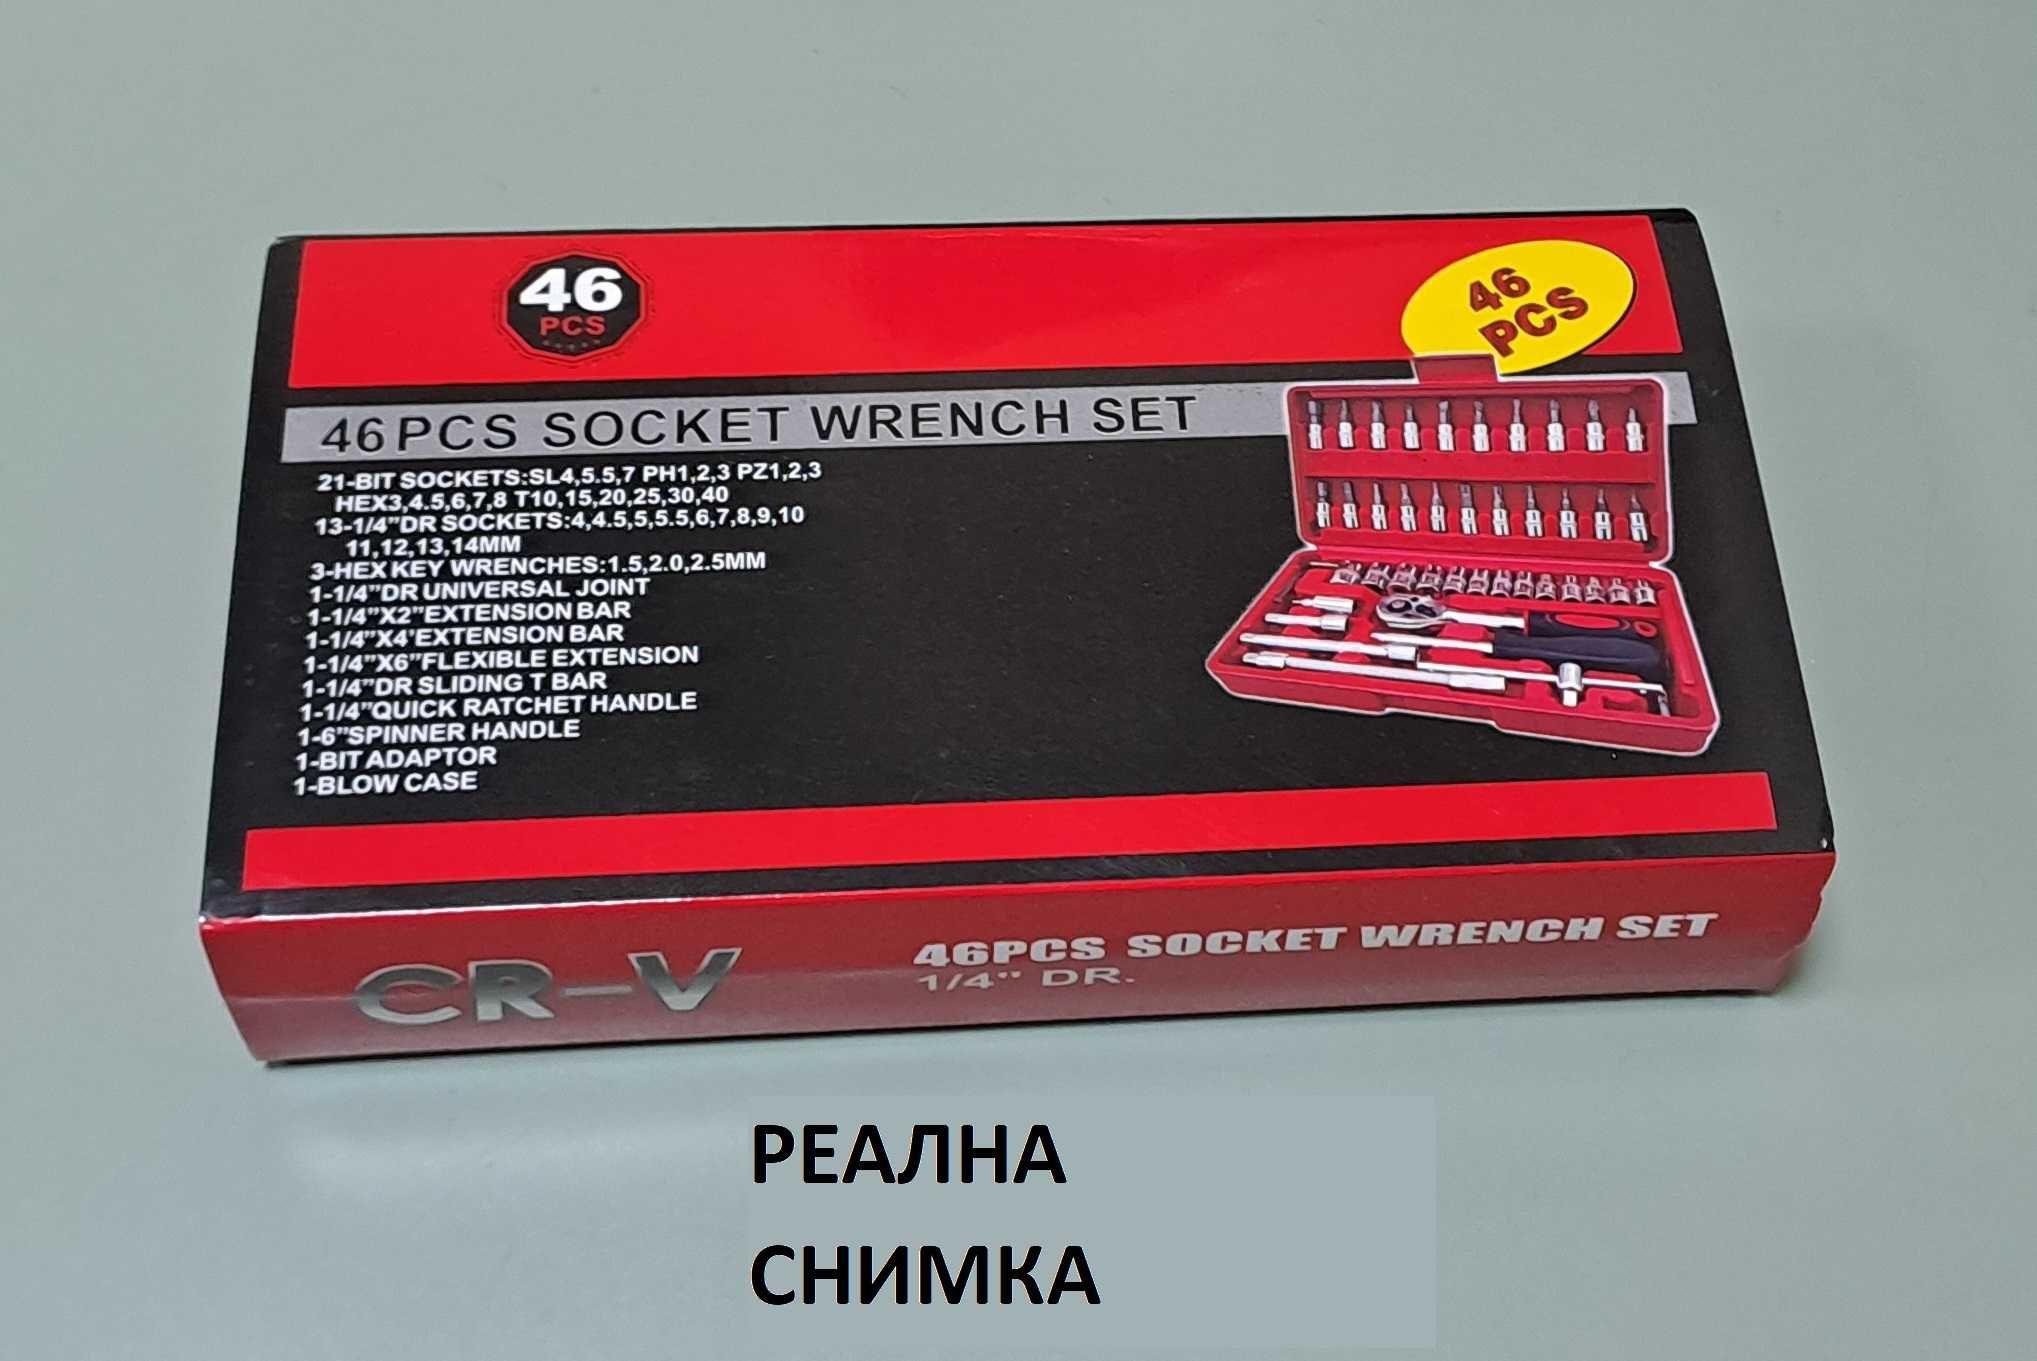 46
PCS
46
PCS
46PCS SOCKET WRENCH SET
21-BIT SOCKETS:SL4,5.5,7 PH1,2,3 PZ1,2,3
HEX3,4.5,6,7,8 T10,15,20,25,30,40
13-1/4"DR SOCKETS:4,4.5,5,5.5,6,7,8,9,10
11,12,13,14MM
3-HEX KEY WRENCHES:1.5,2.0,2.5MM
1-1/4"DR UNIVERSAL JOINT
1-1/4"X2"EXTENSION BAR
1-1/4"X4'EXTENSION BAR
1-1/4"X6"FLEXIBLE EXTENSION
1-1/4"DR SLIDING T BAR
1-1/4"QUICK RATCHET HANDLE
1-6"SPINNER HANDLE
1-BIT ADAPTOR
1-BLOW CASE
CR-V
46PCS SOCKET WRENCH SET
1/4" DR.
РЕАЛНА
СНИМКА